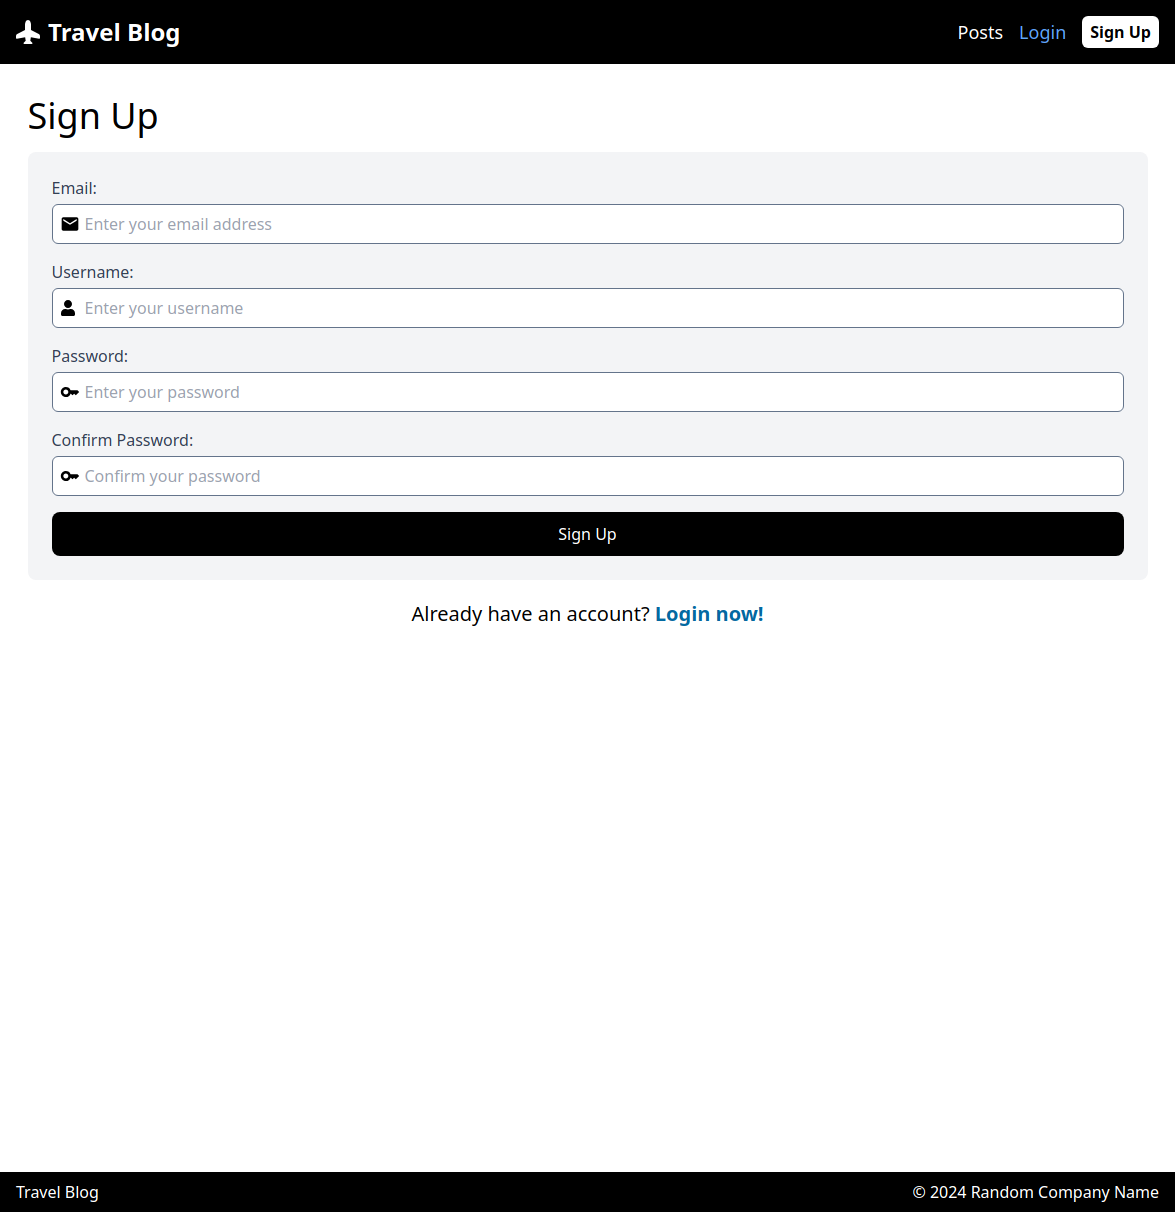 Travel Blog Posts Login Sign Up
Sign Up
Email:
Enter your email address
Username:
Enter your username
Password:
Enter your password
Confirm Password:
Confirm your password
Sign Up
Already have an account? Login now!
Travel Blog © 2024 Random Company Name